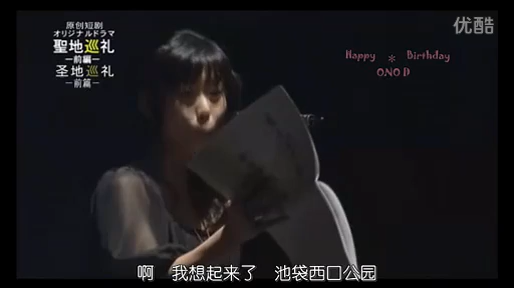 原创短剧
オリジナルドラマ
聖地巡礼
—前編—
圣地巡礼
—前篇—
优酷
Happy * Birthday
ONO D
啊 我想起来了 池袋西口公园